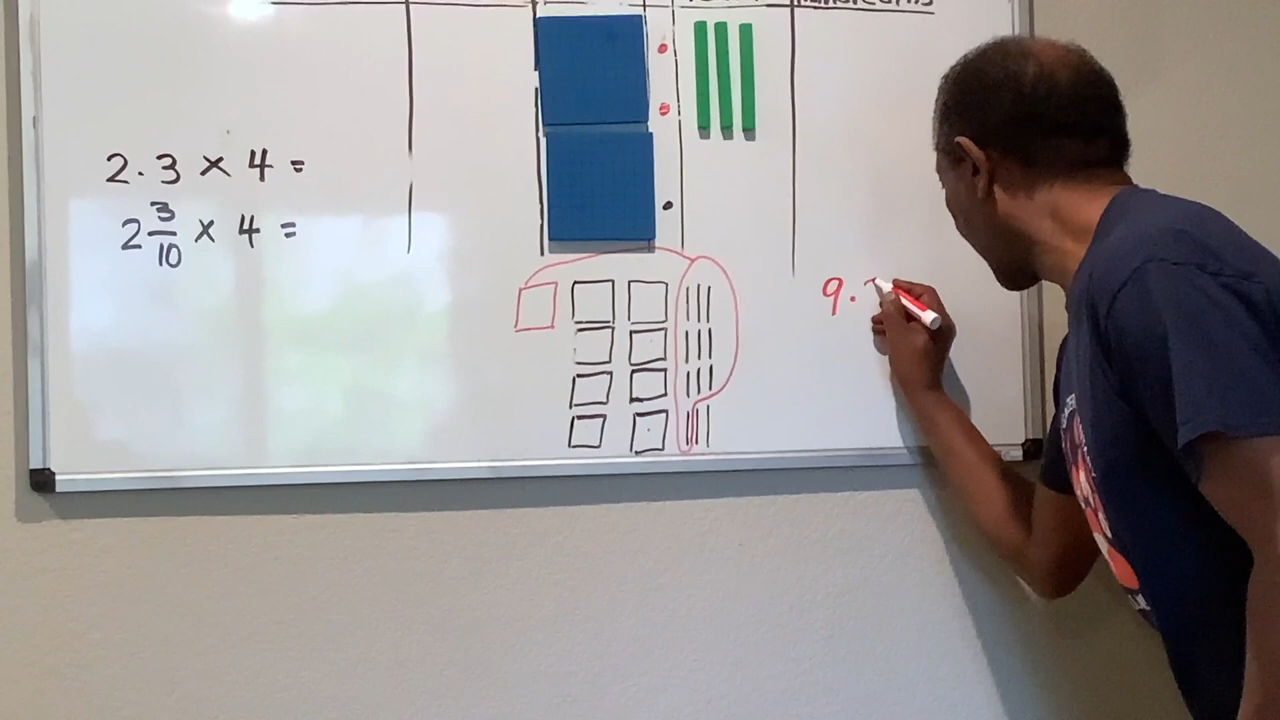 2.3 × 4 =
2 3/10 × 4 =
9.